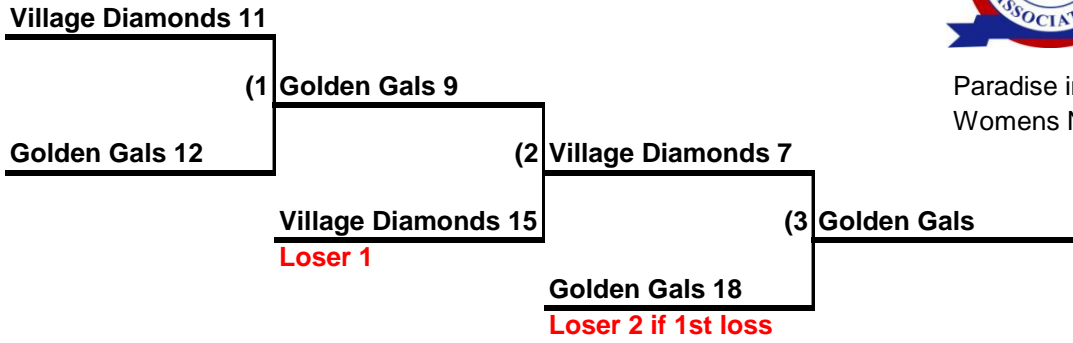 Village Diamonds 11
(1 Golden Gals 9
Paradise
Womens
Golden Gals 12
(2 Village Diamonds 7
Village Diamonds 15
(3 Golden Gals
Loser 1
Golden Gals 18
Loser 2 if 1st loss